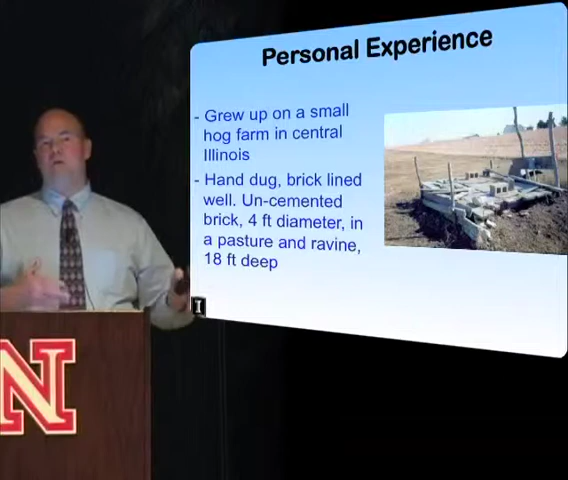 Personal Experience
- Grew up on a small
hog farm in central
Illinois
- Hand dug, brick lined
well. Un-cemented
brick, 4 ft diameter, in
a pasture and ravine,
18 ft deep
I
N